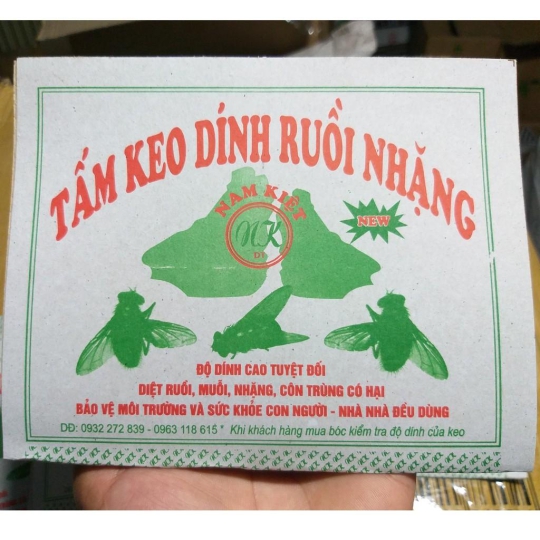 TẤM KEO DÍNH RUỒI NHẶNG
NAM KIỆT
NK
NEW
ĐỘ DÍNH CAO TUYỆT ĐỐI
DIỆT RUỒI, MUỖI, NHẶNG, CÔN TRÙNG CÓ HẠI
BẢO VỆ MÔI TRƯỜNG VÀ SỨC KHỎE CON NGƯỜI - NHÀ NHÀ ĐỀU DÙNG
DĐ: 0932 272 839 - 0963 118 615 * Khi khách hàng mua bóc kiểm tra độ dính của keo